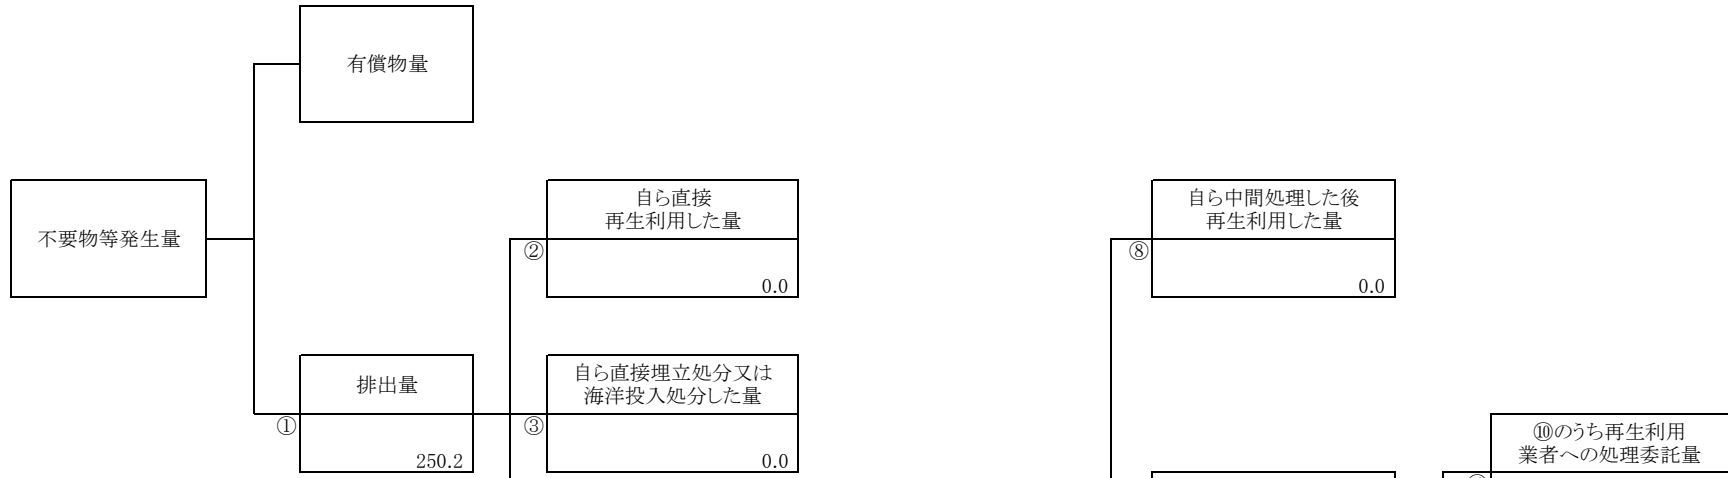 有償物量
不要物等発生量
自ら直接
再生利用した量
②
0.0
自ら中間処理した後
再生利用した量
⑧
0.0
排出量
①
250.2
自ら直接埋立処分又は
海洋投入処分した量
③
0.0
⑩のうち再生利用
業者への処理委託量